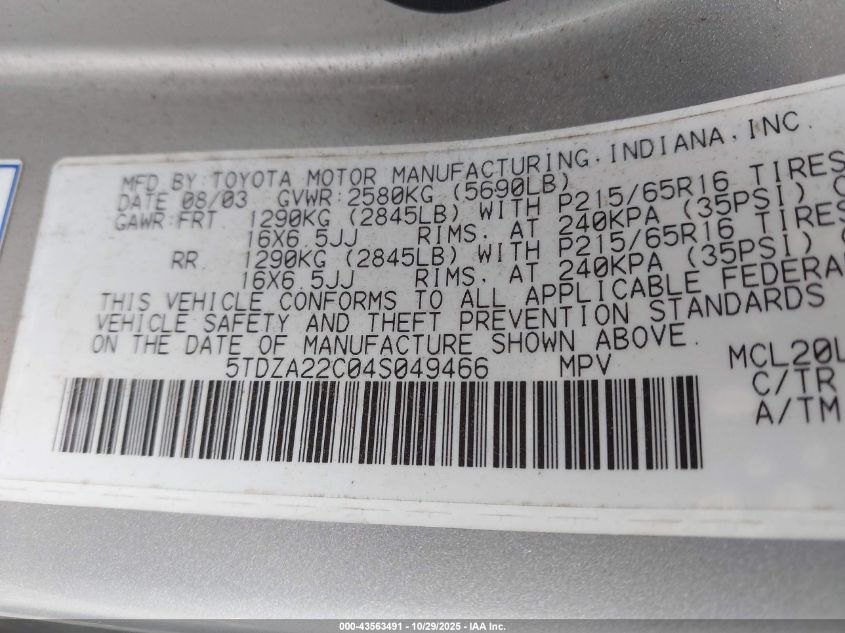 MFD. BY: TOYOTA MOTOR MANUFACTURING, INDIANA, INC.
DATE 08/03 GVWR: 2580KG (5690LB)
GAWR: FRT 1290KG (2845LB) WITH P215/65R16 TIRES
16X6.5JJ RIMS. AT 240KPA (35PSI)
RR 1290KG (2845LB) WITH P215/65R16 TIRES
16X6.5JJ RIMS. AT 240KPA (35PSI)
THIS VEHICLE CONFORMS TO ALL APPLICABLE FEDERA
VEHICLE SAFETY AND THEFT PREVENTION STANDARDS
ON THE DATE OF MANUFACTURE SHOWN ABOVE.
5TDZA22C04S049466 MPV MCL20L
C/TR
A/TM
000-43563491 - 10/29/2025 - IAA Inc.